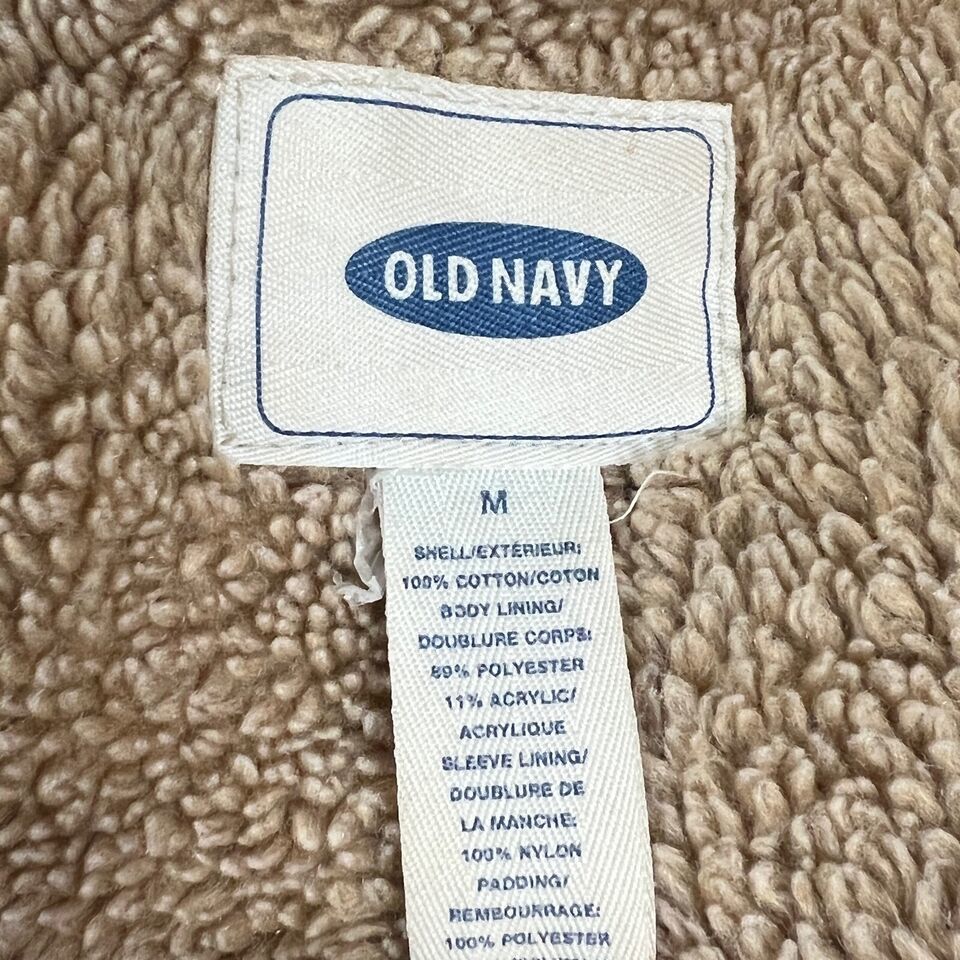 OLD NAVY
M
SHELL/EXTÉRIEUR:
100% COTTON/COTON
BODY LINING/
DOUBLURE CORPS:
89% POLYESTER
11% ACRYLIC/
ACRYLIQUE
SLEEVE LINING/
DOUBLURE DE
LA MANCHE:
100% NYLON
PADDING/
REMBOURRAGE:
100% POLYESTER